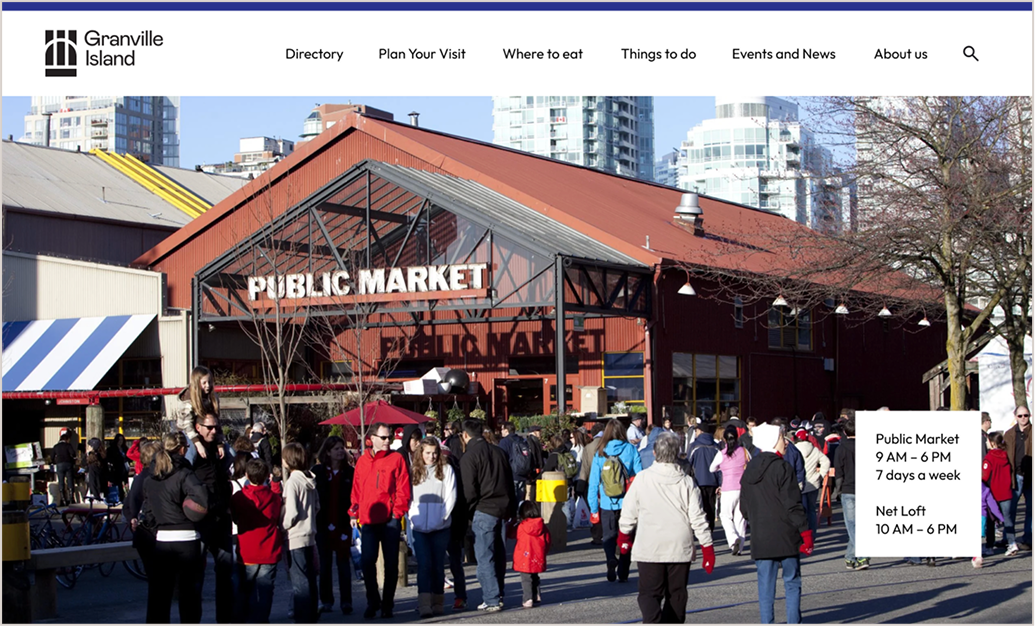 Granville
Island
Directory
Plan Your Visit
Where to eat
Things to do
Events and News
About us
PUBLIC MARKET
PUBLIC MARKET
Public Market
9 AM – 6 PM
7 days a week
Net Loft
10 AM – 6 PM